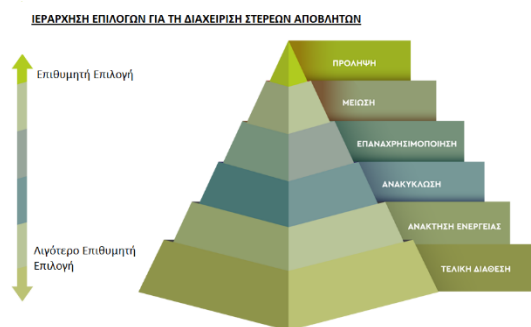 ΙΕΡΑΡΧΗΣΗ ΕΠΙΛΟΓΩΝ ΓΙΑ ΤΗ ΔΙΑΧΕΙΡΙΣΗ ΣΤΕΡΕΩΝ ΑΠΟΒΛΗΤΩΝ
Επιθυμητή Επιλογή
ΠΡΟΛΗΨΗ
ΜΕΙΩΣΗ
ΕΠΑΝΑΧΡΗΣΙΜΟΠΟΙΗΣΗ
ΑΝΑΚΥΚΛΩΣΗ
ΑΝΑΚΤΗΣΗ ΕΝΕΡΓΕΙΑΣ
Λιγότερο Επιθυμητή
Επιλογή
ΤΕΛΙΚΗ ΔΙΑΘΕΣΗ